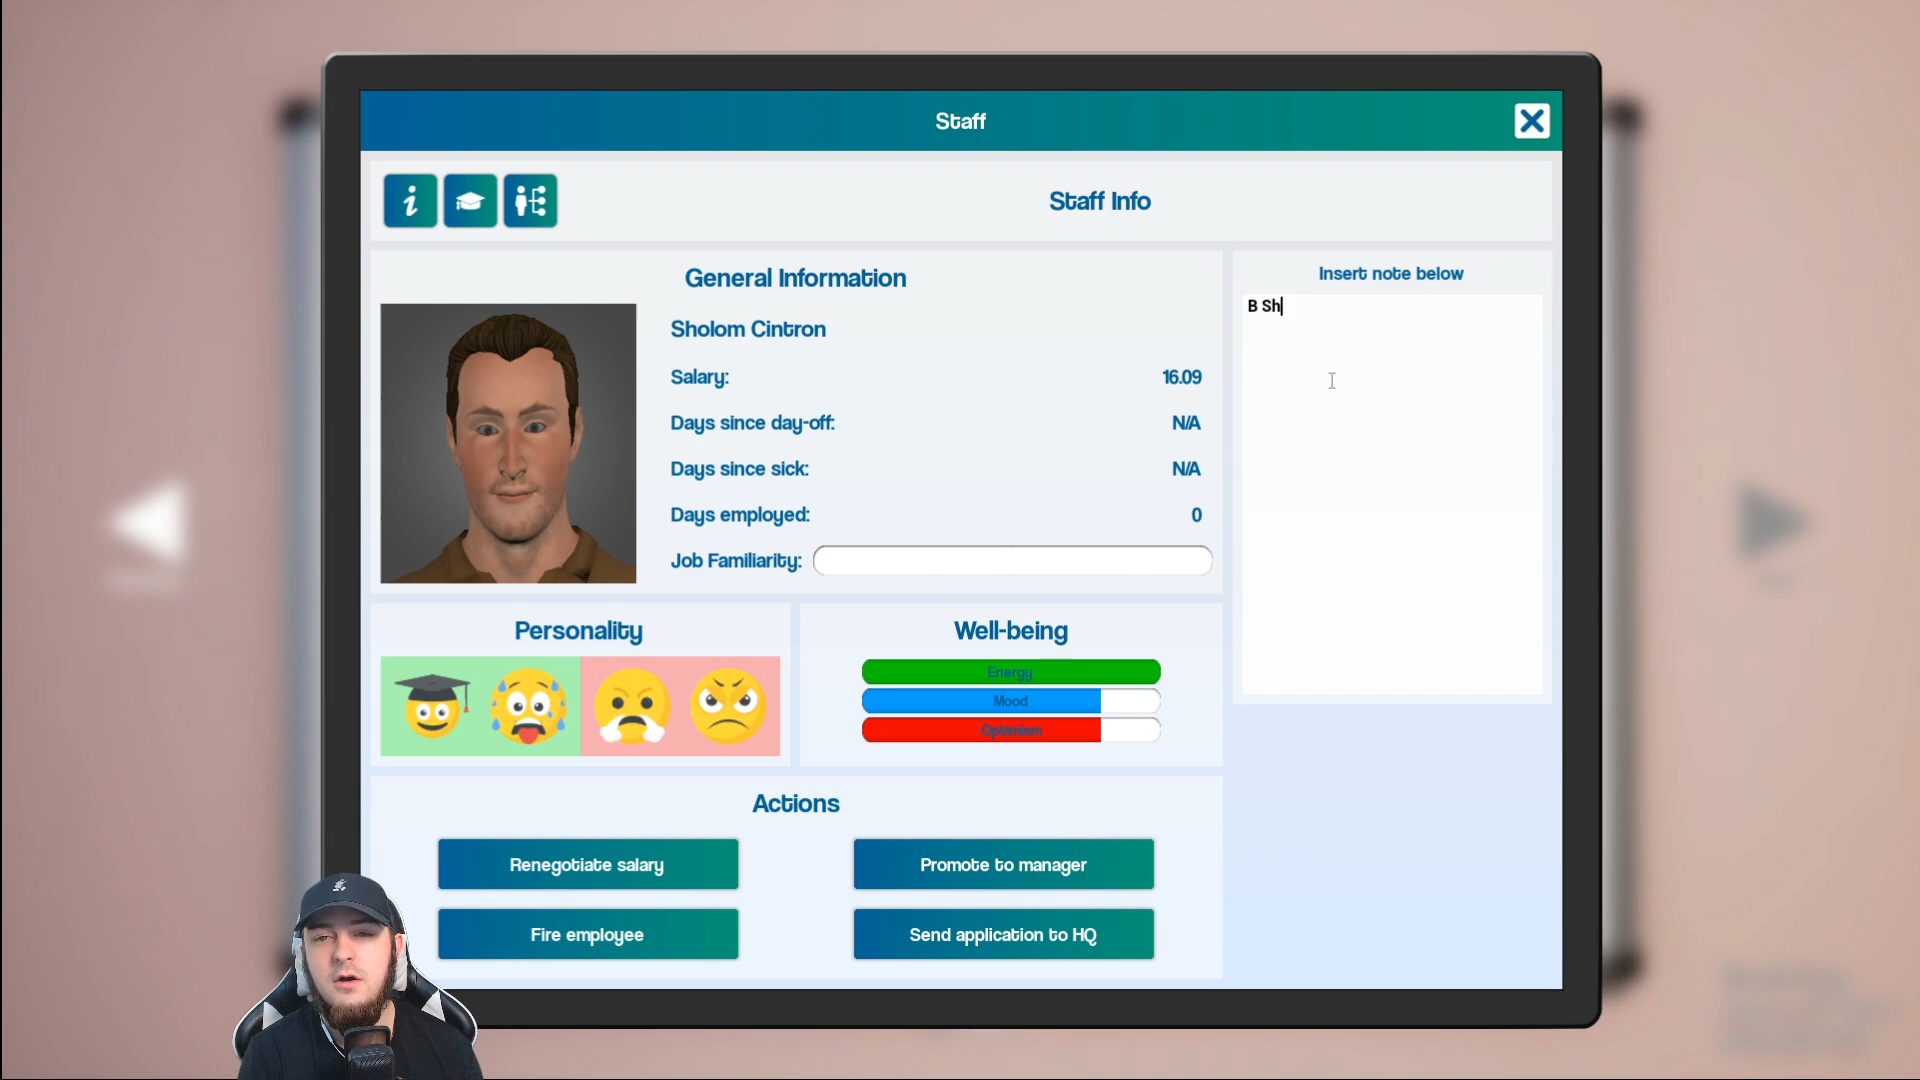 Staff
Staff Info
General Information
Sholom Cintron
Salary: 16.09
Days since day-off: N/A
Days since sick: N/A
Days employed: 0
Job Familiarity:
Insert note below
B Sh
Personality
Well-being
Energy
Mood
Optimism
Actions
Renegotiate salary
Promote to manager
Fire employee
Send application to HQ